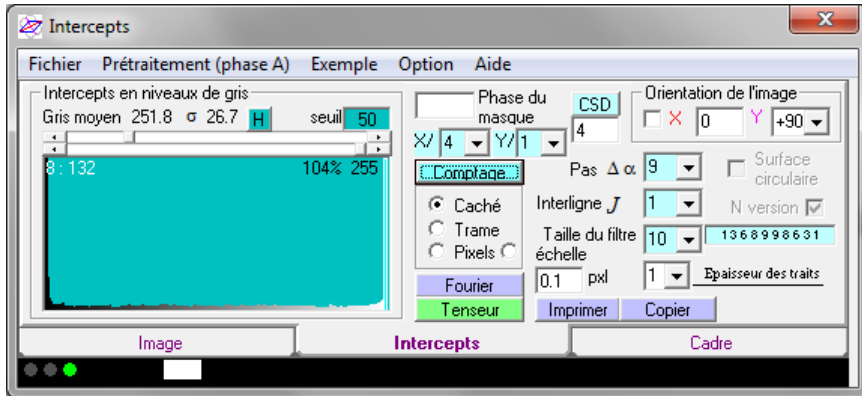 Intercepts
Fichier Prétraitement (phase A) Exemple Option Aide
Intercepts en niveaux de gris
Gris moyen 251.8 σ 26.7 H seuil 50
8 : 132 104% 255
Phase du masque
CSD
4
X/ 4 Y/ 1
Comptage...
Caché
Trame
Pixels
Fourier
Tenseur
Orientation de l'image
X 0 Y +90
Pas Δ α 9
Surface circulaire
Interligne J 1
N version
Taille du filtre 10
1368998631
échelle
0.1 pxl
1 Epaisseur des traits
Imprimer Copier
Image Intercepts Cadre